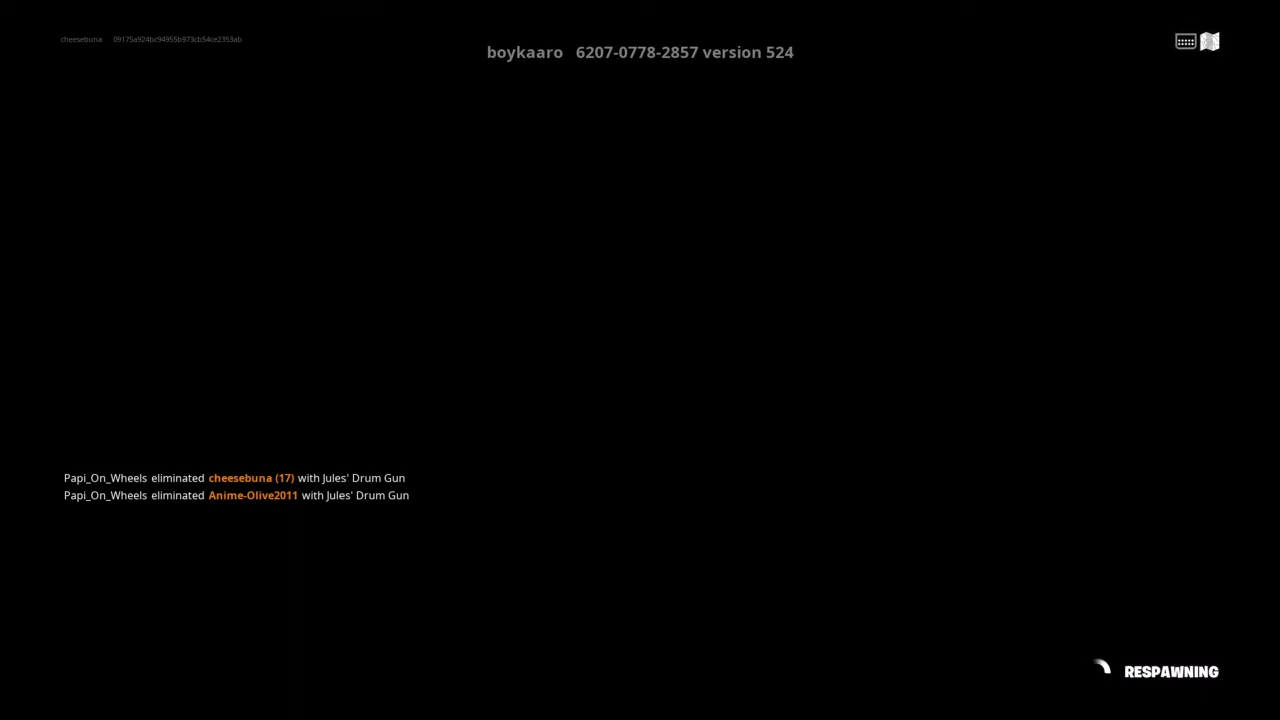 cheesebuna 09175a924bc94955b973cb54ce2353ab
boykaaro 6207-0778-2857 version 524
Papi_On_Wheels eliminated cheesebuna (17) with Jules' Drum Gun
Papi_On_Wheels eliminated Anime-Olive2011 with Jules' Drum Gun
RESPAWNING